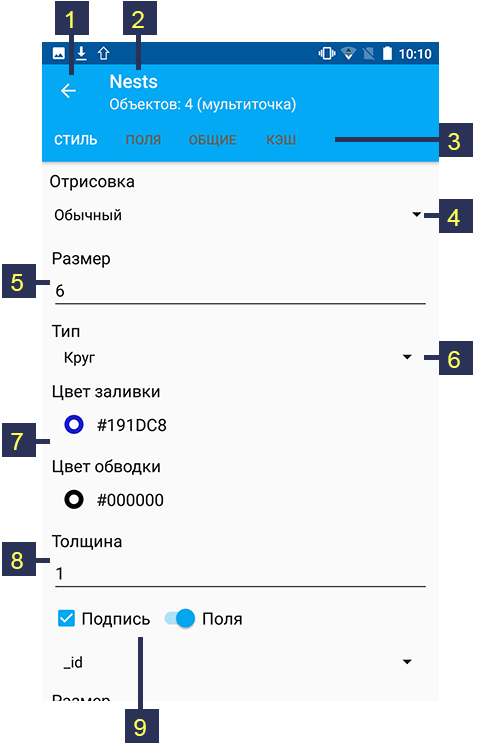 1
2
10:10
Nests
Объектов: 4 (мультиточка)
СТИЛЬ ПОЛЯ ОБЩИЕ КЭШ
3
Отрисовка
Обычный
4
Размер
5
6
Тип
Круг
6
Цвет заливки
#191DC8
7
Цвет обводки
#000000
Толщина
8
1
Подпись Поля
_id
Размер
9